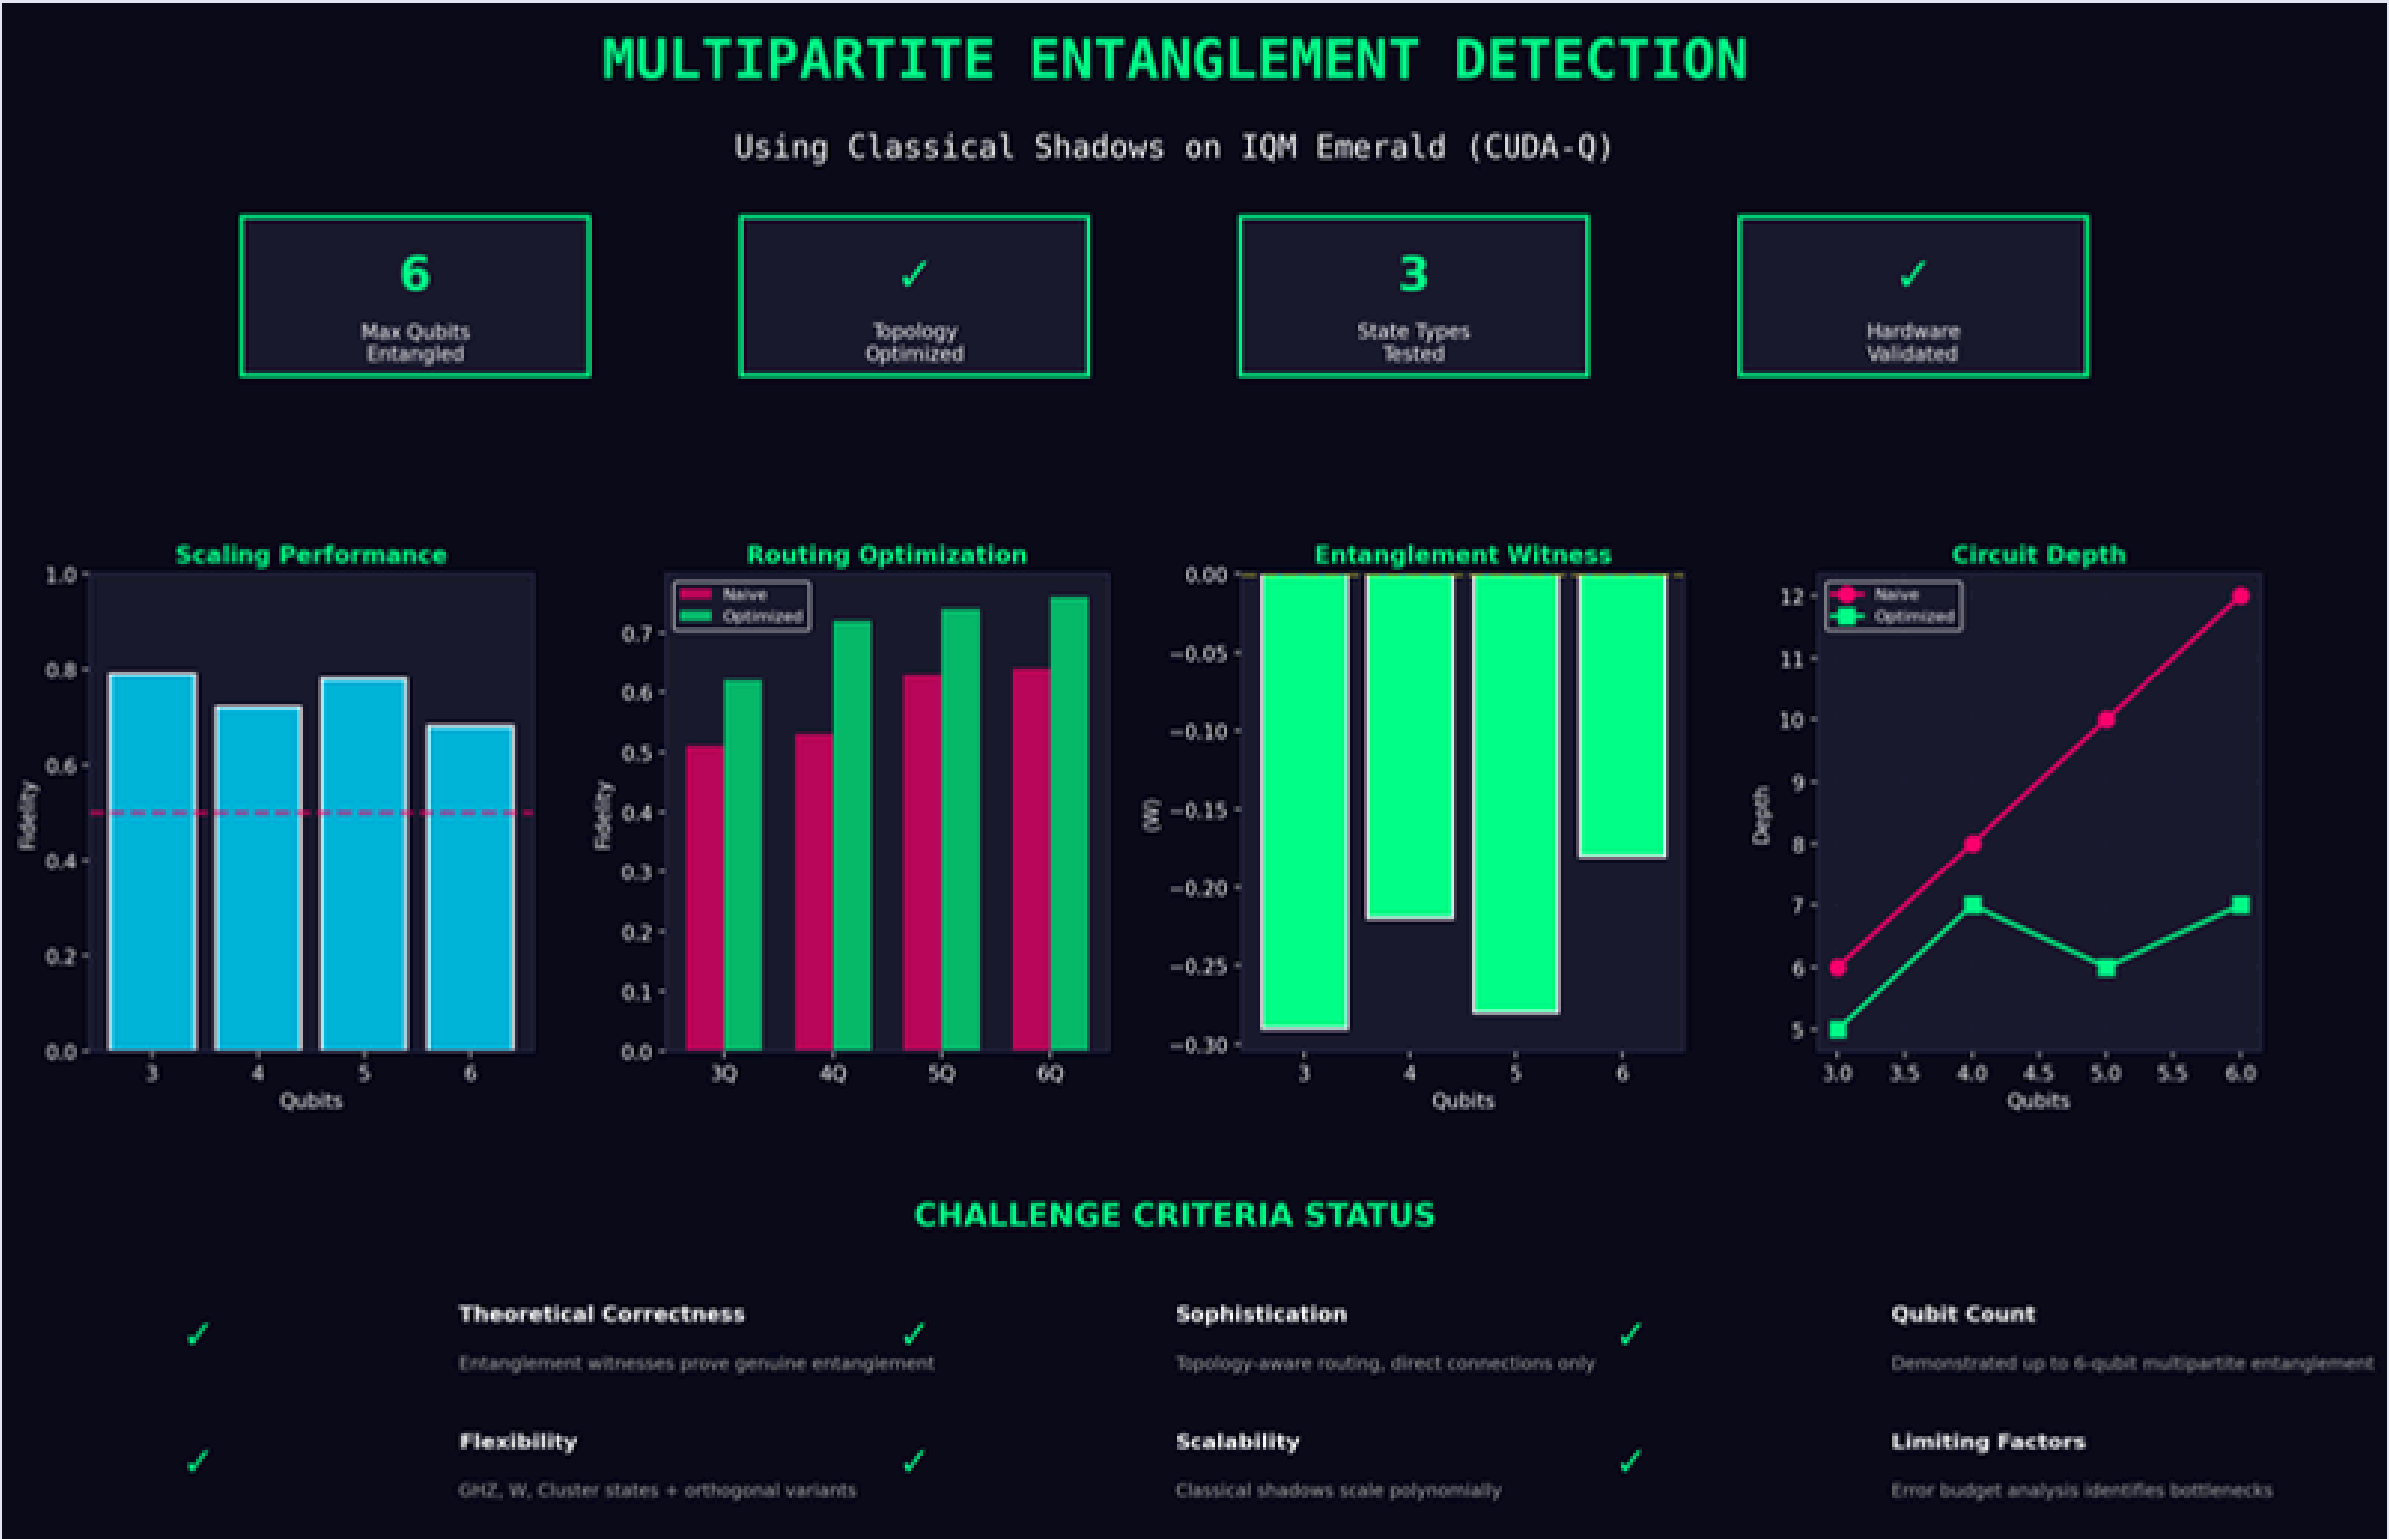 MULTIPARTITE ENTANGLEMENT DETECTION
Using Classical Shadows on IQM Emerald (CUDA-Q)
6
Max Qubits
Entangled
✓
Topology
Optimized
3
State Types
Tested
✓
Hardware
Validated
Scaling Performance
1.0
0.8
0.6
0.4
0.2
0.0
Fidelity
3 4 5 6
Qubits
Routing Optimization
Naive
Optimized
0.7
0.6
0.5
0.4
0.3
0.2
0.1
0.0
Fidelity
3Q 4Q 5Q 6Q
Entanglement Witness
0.00
−0.05
−0.10
−0.15
−0.20
−0.25
−0.30
⟨W⟩
3 4 5 6
Qubits
Circuit Depth
Naive
Optimized
12
11
10
9
8
7
6
5
Depth
3.0 3.5 4.0 4.5 5.0 5.5 6.0
Qubits
CHALLENGE CRITERIA STATUS
✓ Theoretical Correctness
Entanglement witnesses prove genuine entanglement
✓ Sophistication
Topology-aware routing, direct connections only
✓ Qubit Count
Demonstrated up to 6-qubit multipartite entanglement
✓ Flexibility
GHZ, W, Cluster states + orthogonal variants
✓ Scalability
Classical shadows scale polynomially
✓ Limiting Factors
Error budget analysis identifies bottlenecks